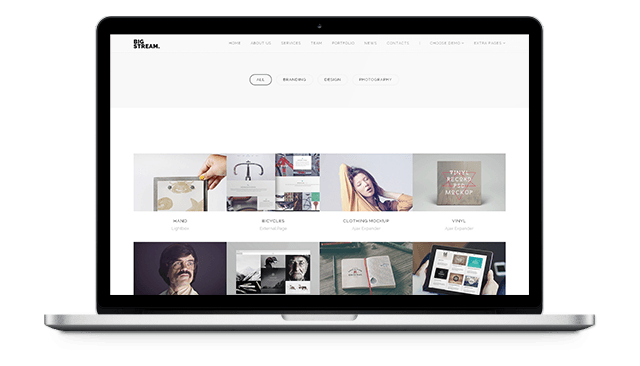 BIG
STREAM.
HOME ABOUT US SERVICES TEAM PORTFOLIO NEWS CONTACTS CHOOSE DEMO EXTRA PAGES
ALL BRANDING DESIGN PHOTOGRAPHY
VINYL
RECORD
PSD
MOCKUP
HAND BICYCLES CLOTHING MOCKUP VINYL
Lightbox External Page Ajax Expander Ajax Expander